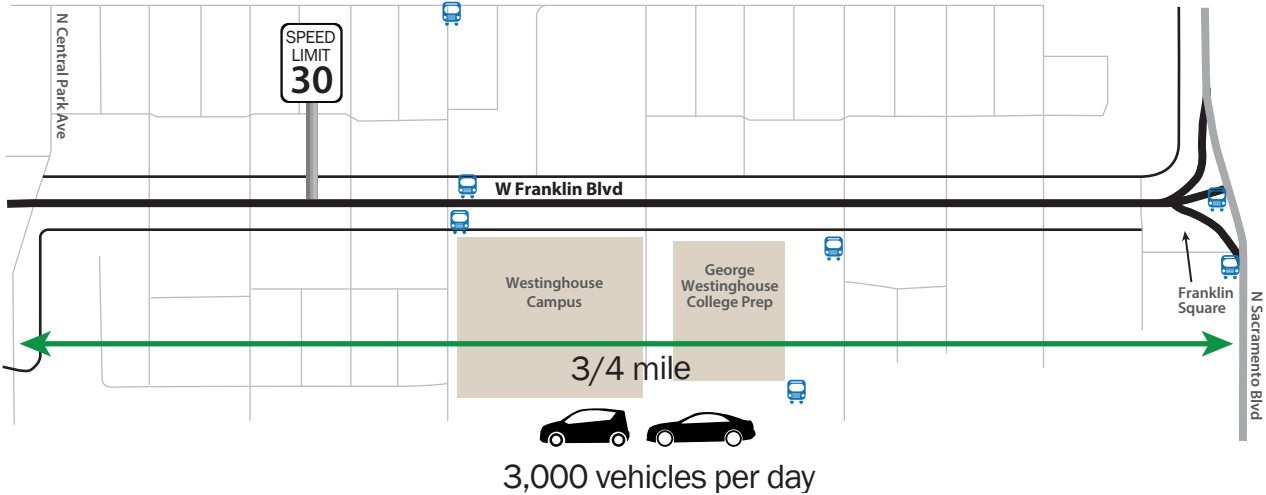 N Central Park Ave
SPEED
LIMIT
30
W Franklin Blvd
Westinghouse
Campus
George
Westinghouse
College Prep
Franklin
Square
N Sacramento Blvd
3/4 mile
3,000 vehicles per day